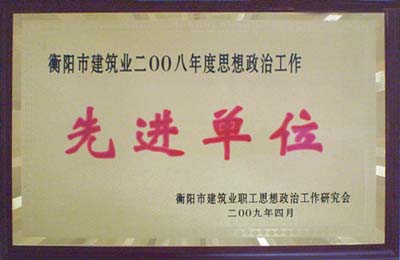 衡阳市建筑业二00八年度思想政治工作
先进单位
衡阳市建筑业职工思想政治工作研究会
二00九年四月